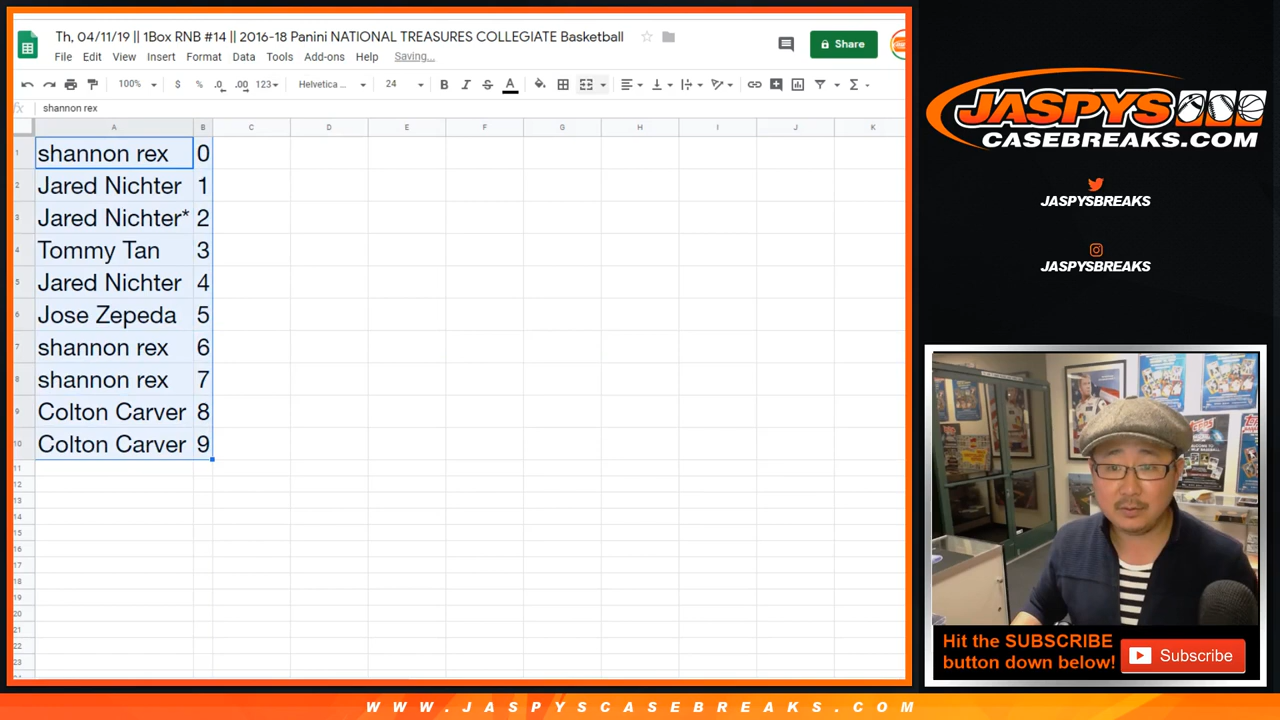 Th, 04/11/19 || 1Box RNB #14 || 2016-18 Panini NATIONAL TREASURES COLLEGIATE Basketball
Share
File Edit View Insert Format Data Tools Add-ons Help Saving...
100% $ % .0 .00 123 Helvetica ... 24 B I S A
fx shannon rex
A B C D E F G H I J K
1 shannon rex 0
2 Jared Nichter 1
3 Jared Nichter* 2
4 Tommy Tan 3
5 Jared Nichter 4
6 Jose Zepeda 5
7 shannon rex 6
8 shannon rex 7
9 Colton Carver 8
10 Colton Carver 9
11
12
13
14
15
16
17
18
19
20
21
22
23
JASPYS
CASEBREAKS.COM
JASPYSBREAKS
JASPYSBREAKS
Hit the SUBSCRIBE
button down below!
Subscribe
WWW.JASPYSCASEBREAKS.COM